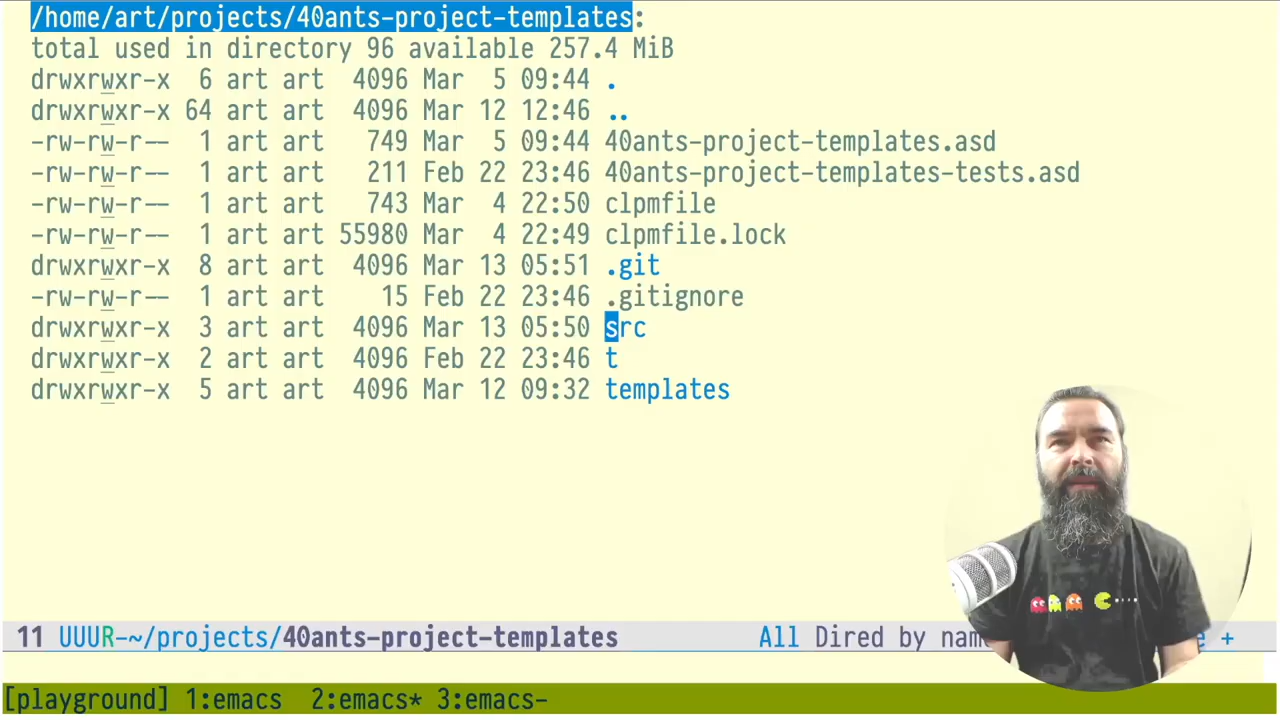 /home/art/projects/40ants-project-templates:
total used in directory 96 available 257.4 MiB
drwxrwxr-x  6 art art  4096 Mar  5 09:44 .
drwxrwxr-x 64 art art  4096 Mar 12 12:46 ..
-rw-rw-r--  1 art art   749 Mar  5 09:44 40ants-project-templates.asd
-rw-rw-r--  1 art art   211 Feb 22 23:46 40ants-project-templates-tests.asd
-rw-rw-r--  1 art art   743 Mar  4 22:50 clpmfile
-rw-rw-r--  1 art art 55980 Mar  4 22:49 clpmfile.lock
drwxrwxr-x  8 art art  4096 Mar 13 05:51 .git
-rw-rw-r--  1 art art    15 Feb 22 23:46 .gitignore
drwxrwxr-x  3 art art  4096 Mar 13 05:50 src
drwxrwxr-x  2 art art  4096 Feb 22 23:46 t
drwxrwxr-x  5 art art  4096 Mar 12 09:32 templates
11 UUUR-~/projects/40ants-project-templates All Dired by +
[playground] 1:emacs  2:emacs* 3:emacs-